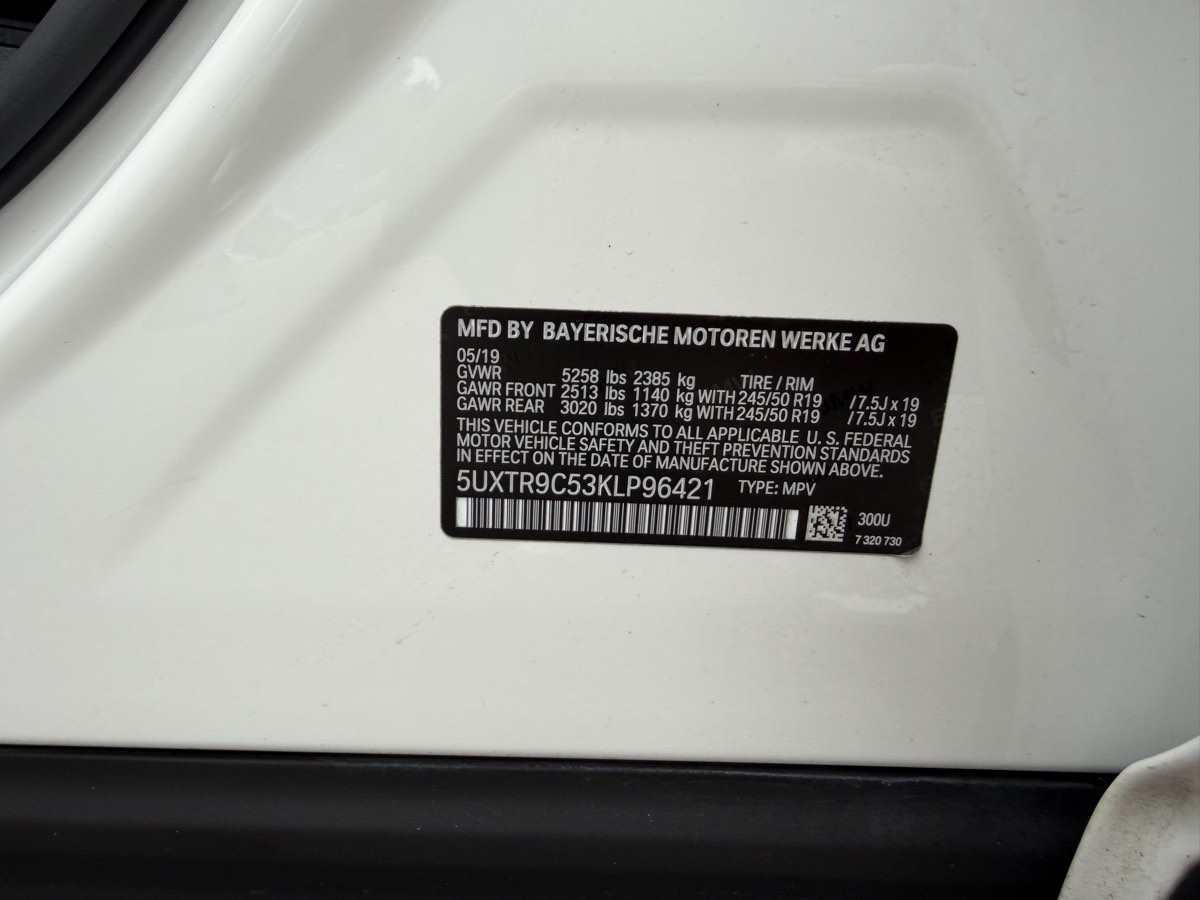 MFD BY BAYERISCHE MOTOREN WERKE AG
05/19
GVWR 5258 lbs 2385 kg TIRE / RIM
GAWR FRONT 2513 lbs 1140 kg WITH 245/50 R19 / 7.5J x 19
GAWR REAR 3020 lbs 1370 kg WITH 245/50 R19 / 7.5J x 19
THIS VEHICLE CONFORMS TO ALL APPLICABLE U. S. FEDERAL
MOTOR VEHICLE SAFETY AND THEFT PREVENTION STANDARDS
IN EFFECT ON THE DATE OF MANUFACTURE SHOWN ABOVE.
5UXTR9C53KLP96421 TYPE: MPV
300U
7 320 730